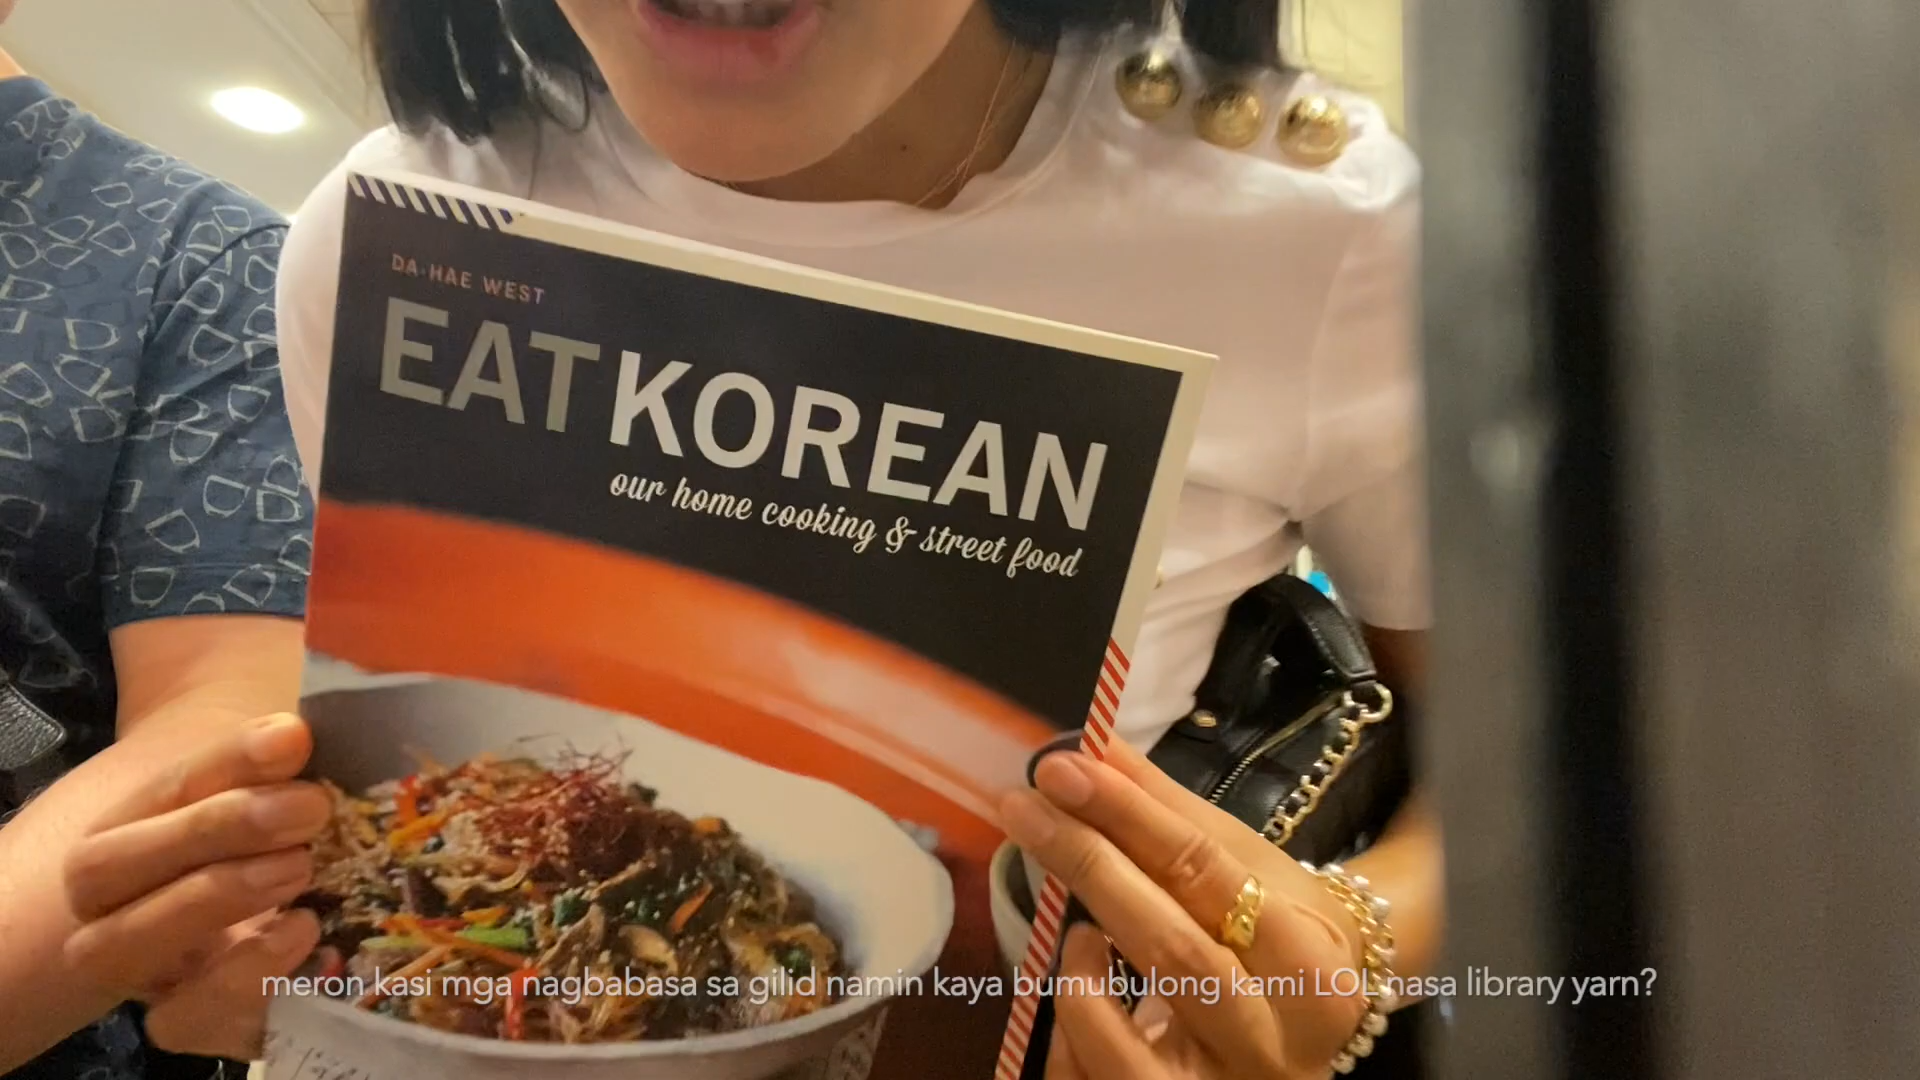 DA-HAE WEST
EAT KOREAN
our home cooking & street food
meron kasi mga nagbabasa sa gilid namin kaya bumubulong kami LOL nasa library yarn?